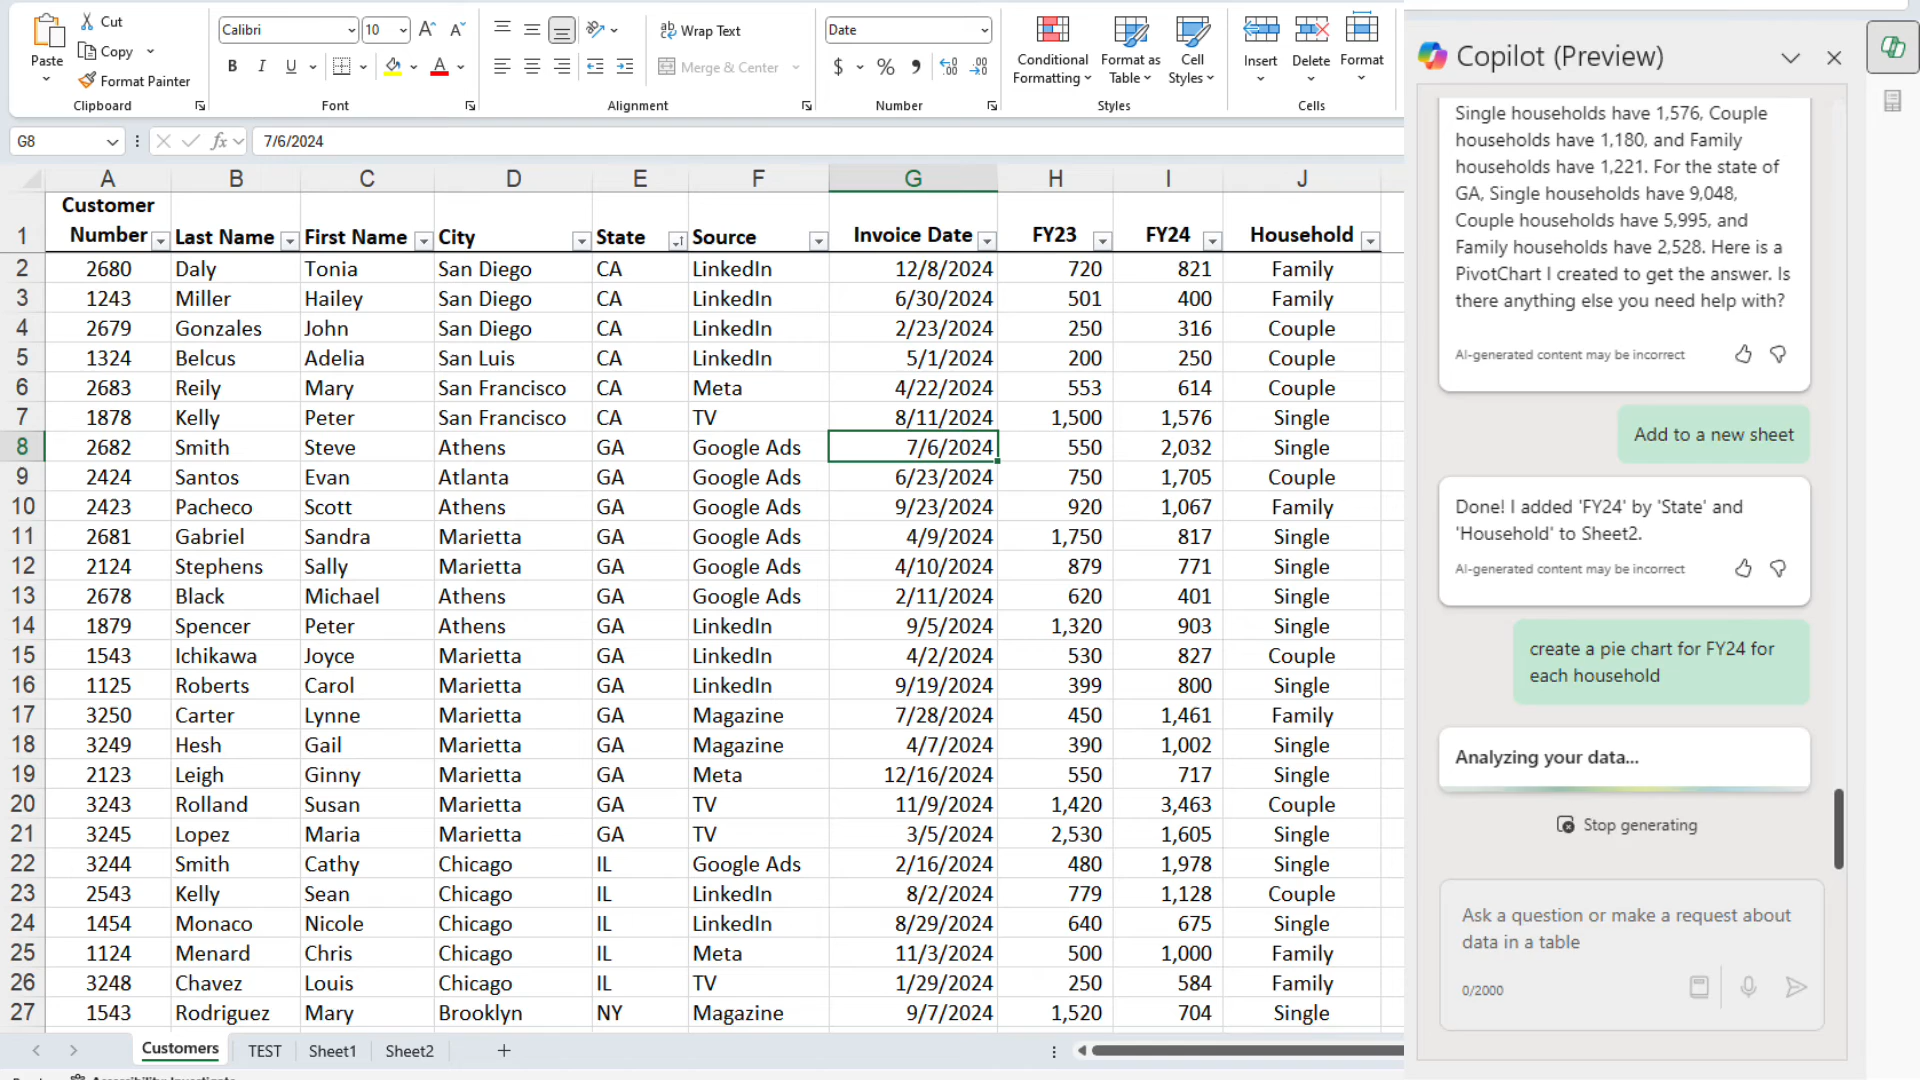 Cut
Copy
Format Painter
Paste
Clipboard
Calibri
10
B I U
Font
Wrap Text
Merge & Center
Alignment
Date
$ % ,
Number
Conditional Formatting
Format as Table
Cell Styles
Styles
Insert
Delete
Format
Cells
G8
fx
7/6/2024
A B C D E F G H I J
1 Customer Number Last Name First Name City State Source Invoice Date FY23 FY24 Household
2 2680 Daly Tonia San Diego CA LinkedIn 12/8/2024 720 821 Family
3 1243 Miller Hailey San Diego CA LinkedIn 6/30/2024 501 400 Family
4 2679 Gonzales John San Diego CA LinkedIn 2/23/2024 250 316 Couple
5 1324 Belcus Adelia San Luis CA LinkedIn 5/1/2024 200 250 Couple
6 2683 Reily Mary San Francisco CA Meta 4/22/2024 553 614 Couple
7 1878 Kelly Peter San Francisco CA TV 8/11/2024 1,500 1,576 Single
8 2682 Smith Steve Athens GA Google Ads 7/6/2024 550 2,032 Single
9 2424 Santos Evan Atlanta GA Google Ads 6/23/2024 750 1,705 Couple
10 2423 Pacheco Scott Athens GA Google Ads 9/23/2024 920 1,067 Family
11 2681 Gabriel Sandra Marietta GA Google Ads 4/9/2024 1,750 817 Single
12 2124 Stephens Sally Marietta GA Google Ads 4/10/2024 879 771 Single
13 2678 Black Michael Athens GA Google Ads 2/11/2024 620 401 Single
14 1879 Spencer Peter Athens GA LinkedIn 9/5/2024 1,320 903 Single
15 1543 Ichikawa Joyce Marietta GA LinkedIn 4/2/2024 530 827 Couple
16 1125 Roberts Carol Marietta GA LinkedIn 9/19/2024 399 800 Single
17 3250 Carter Lynne Marietta GA Magazine 7/28/2024 450 1,461 Family
18 3249 Hesh Gail Marietta GA Magazine 4/7/2024 390 1,002 Single
19 2123 Leigh Ginny Marietta GA Meta 12/16/2024 550 717 Single
20 3243 Rolland Susan Marietta GA TV 11/9/2024 1,420 3,463 Couple
21 3245 Lopez Maria Marietta GA TV 3/5/2024 2,530 1,605 Single
22 3244 Smith Cathy Chicago IL Google Ads 2/16/2024 480 1,978 Single
23 2543 Kelly Sean Chicago IL LinkedIn 8/2/2024 779 1,128 Couple
24 1454 Monaco Nicole Chicago IL LinkedIn 8/29/2024 640 675 Single
25 1124 Menard Chris Chicago IL Meta 11/3/2024 500 1,000 Family
26 3248 Chavez Louis Chicago IL TV 1/29/2024 250 584 Family
27 1543 Rodriguez Mary Brooklyn NY Magazine 9/7/2024 1,520 704 Single
Customers TEST Sheet1 Sheet2
Copilot (Preview)
Single households have 1,576, Couple
households have 1,180, and Family
households have 1,221. For the state of
GA, Single households have 9,048,
Couple households have 5,995, and
Family households have 2,528. Here is a
PivotChart I created to get the answer. Is
there anything else you need help with?
AI-generated content may be incorrect
Add to a new sheet
Done! I added 'FY24' by 'State' and
'Household' to Sheet2.
AI-generated content may be incorrect
create a pie chart for FY24 for
each household
Analyzing your data...
Stop generating
Ask a question or make a request about
data in a table
0/2000